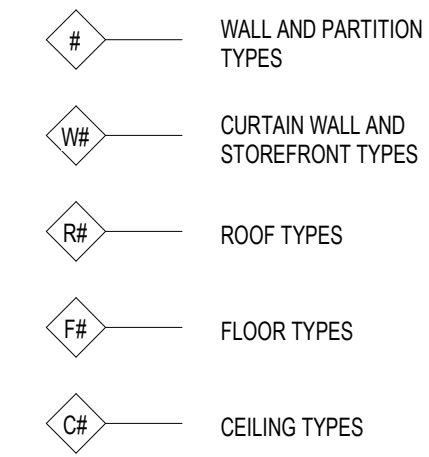 #
WALL AND PARTITION
TYPES
W#
CURTAIN WALL AND
STOREFRONT TYPES
R#
ROOF TYPES
F#
FLOOR TYPES
C#
CEILING TYPES